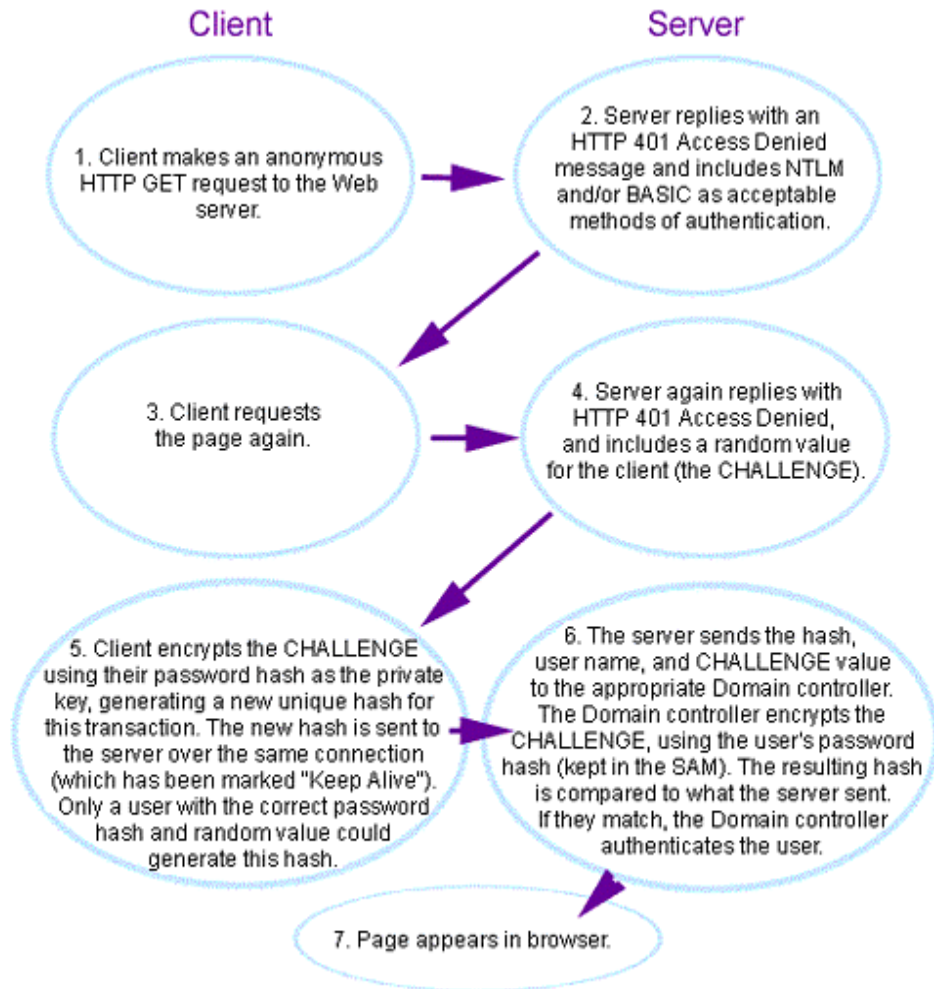 Client
Server
1. Client makes an anonymous
HTTP GET request to the Web
server.
2. Server replies with an
HTTP 401 Access Denied
message and includes NTLM
and/or BASIC as acceptable
methods of authentication.
3. Client requests
the page again.
4. Server again replies with
HTTP 401 Access Denied,
and includes a random value
for the client (the CHALLENGE).
5. Client encrypts the CHALLENGE
using their password hash as the private
key, generating a new unique hash for
this transaction. The new hash is sent to
the server over the same connection
(which has been marked "Keep Alive").
Only a user with the correct password
hash and random value could
generate this hash.
6. The server sends the hash,
user name, and CHALLENGE value
to the appropriate Domain controller.
The Domain controller encrypts the
CHALLENGE, using the user's password
hash (kept in the SAM). The resulting hash
is compared to what the server sent.
If they match, the Domain controller
authenticates the user.
7. Page appears in browser.